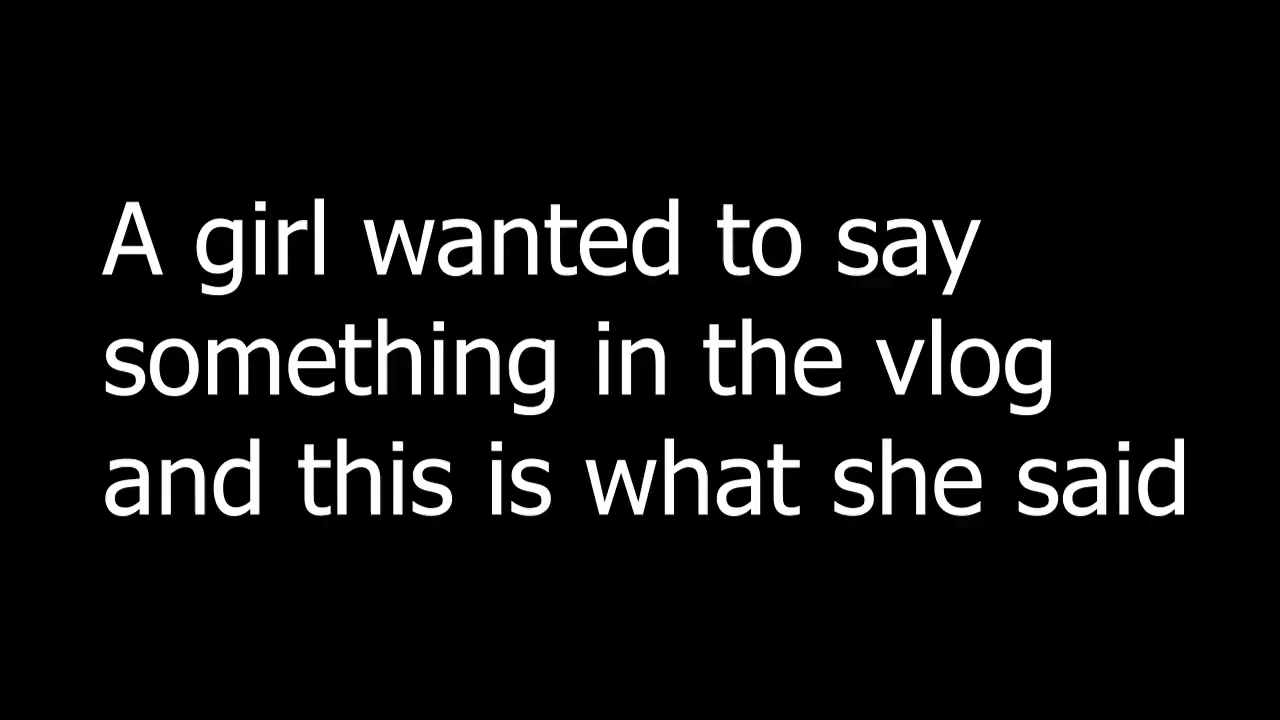 A girl wanted to say
something in the vlog
and this is what she said